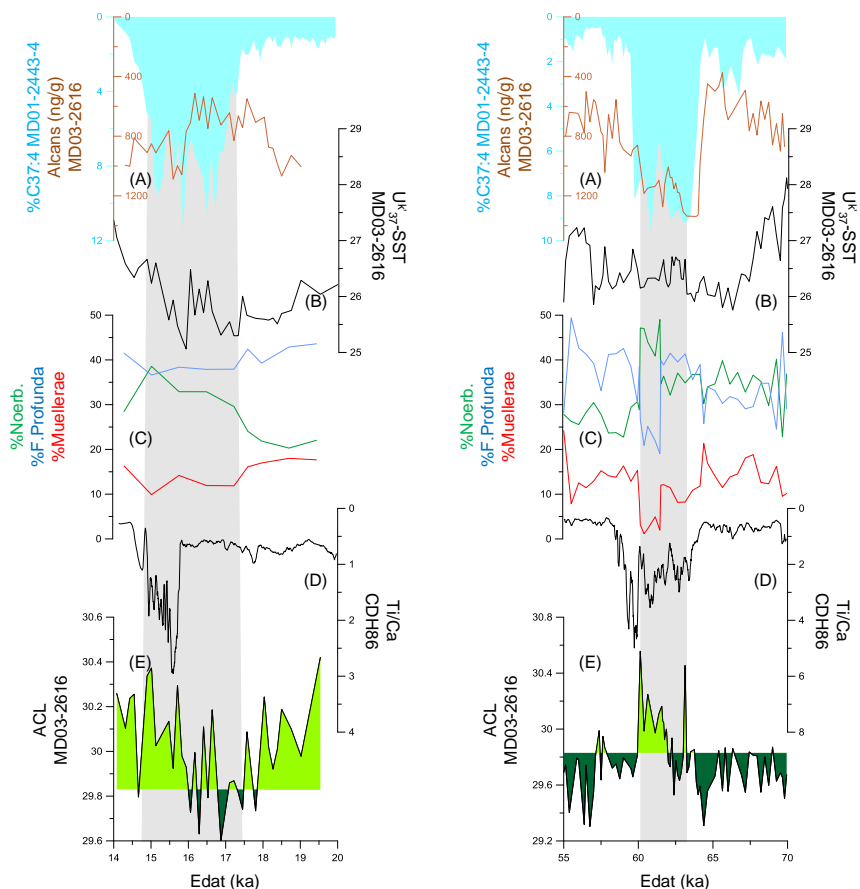 %C37:4 MD01-2443-4
Alcans (ng/g)
MD03-2616
0
2
4
6
8
10
12
0
400
800
1200
(A)
29
28
27
26
25
U^k'_37-SST
MD03-2616
(B)
50
40
30
20
10
0
%Noerb.
%F.Profunda
%Muellerae
(C)
0
1
2
3
4
Ti/Ca
CDH86
(D)
30.6
30.4
30.2
30
29.8
29.6
ACL
MD03-2616
(E)
14 15 16 17 18 19 20
Edat (ka)
%C37:4 MD01-2443-4
Alcans (ng/g)
MD03-2616
0
2
4
6
8
10
0
400
800
1200
(A)
29
28
27
26
25
U^k'_37-SST
MD03-2616
(B)
50
40
30
20
10
0
%Noerb.
%F.Profunda
%Muellerae
(C)
0
2
4
6
8
Ti/Ca
CDH86
(D)
30.8
30.4
30
29.6
29.2
ACL
MD03-2616
(E)
55 60 65 70
Edat (ka)